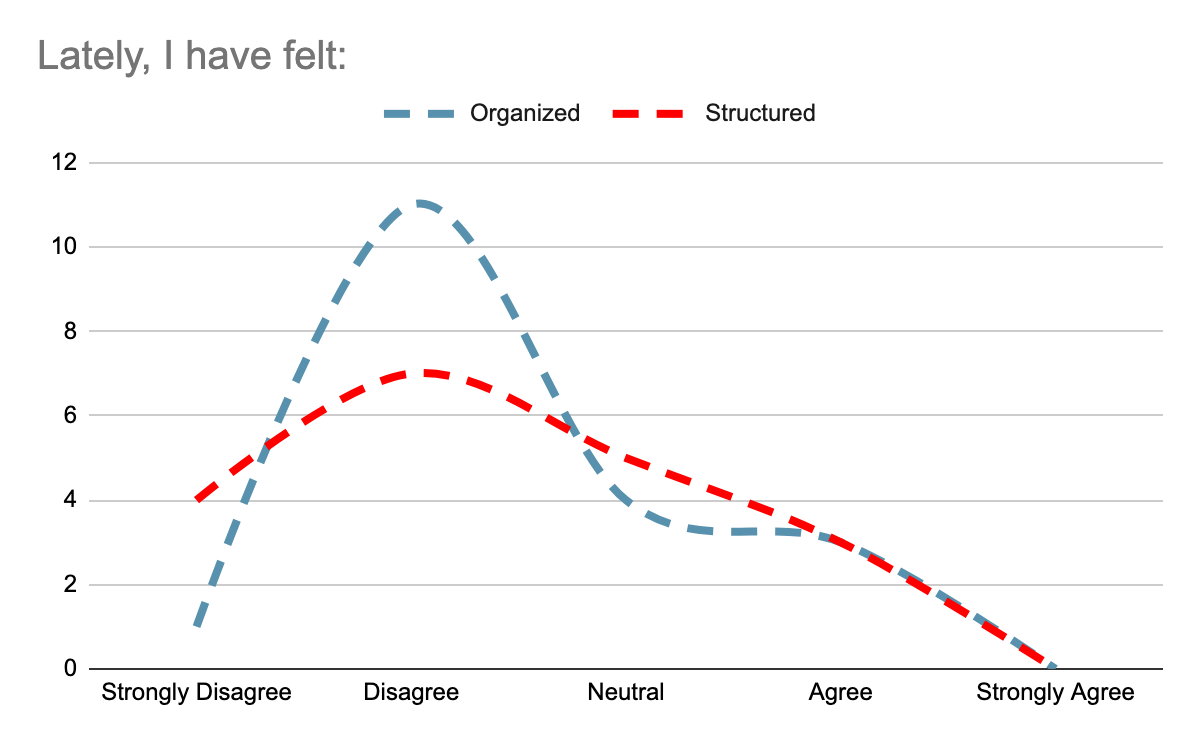 Lately, I have felt:
Organized Structured
12
10
8
6
4
2
0
Strongly Disagree Disagree Neutral Agree Strongly Agree